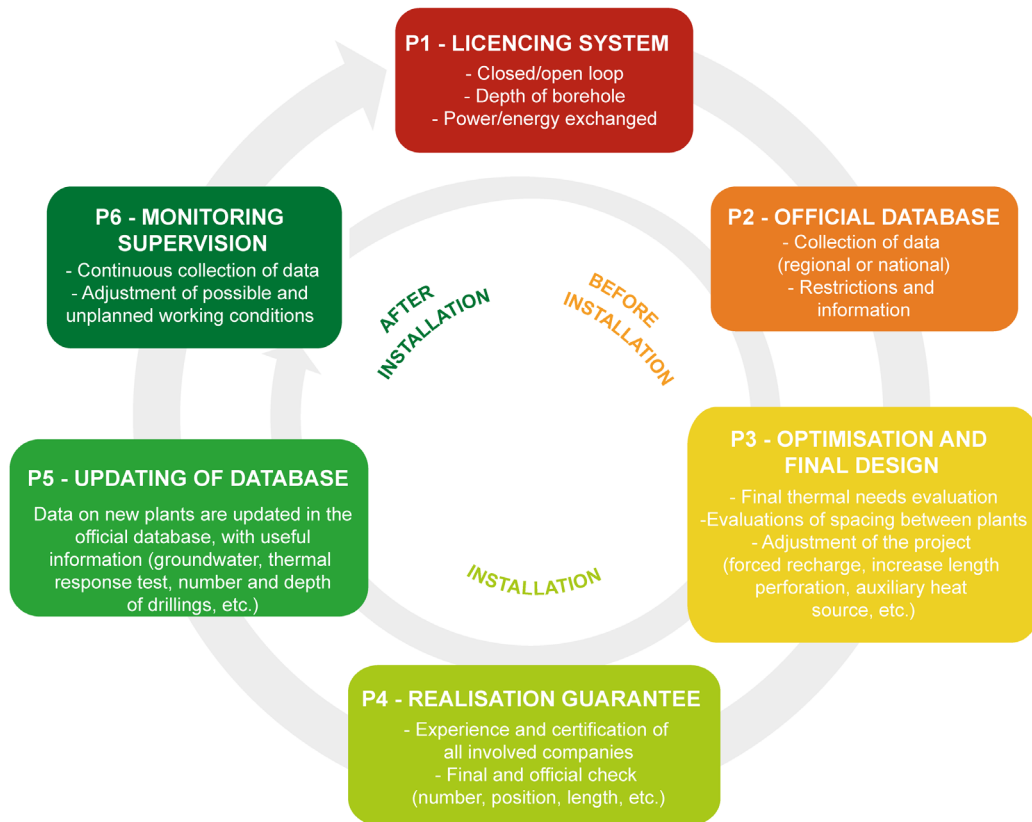 P1 - LICENCING SYSTEM
- Closed/open loop
- Depth of borehole
- Power/energy exchanged
P2 - OFFICIAL DATABASE
- Collection of data
(regional or national)
- Restrictions and
information
P3 - OPTIMISATION AND
FINAL DESIGN
- Final thermal needs evaluation
-Evaluations of spacing between plants
- Adjustment of the project
(forced recharge, increase length
perforation, auxiliary heat
source, etc.)
P4 - REALISATION GUARANTEE
- Experience and certification of
all involved companies
- Final and official check
(number, position, length, etc.)
P5 - UPDATING OF DATABASE
Data on new plants are updated in the
official database, with useful
information (groundwater, thermal
response test, number and depth
of drillings, etc.)
P6 - MONITORING
SUPERVISION
- Continuous collection of data
- Adjustment of possible and
unplanned working conditions
AFTER
INSTALLATION
BEFORE
INSTALLATION
INSTALLATION